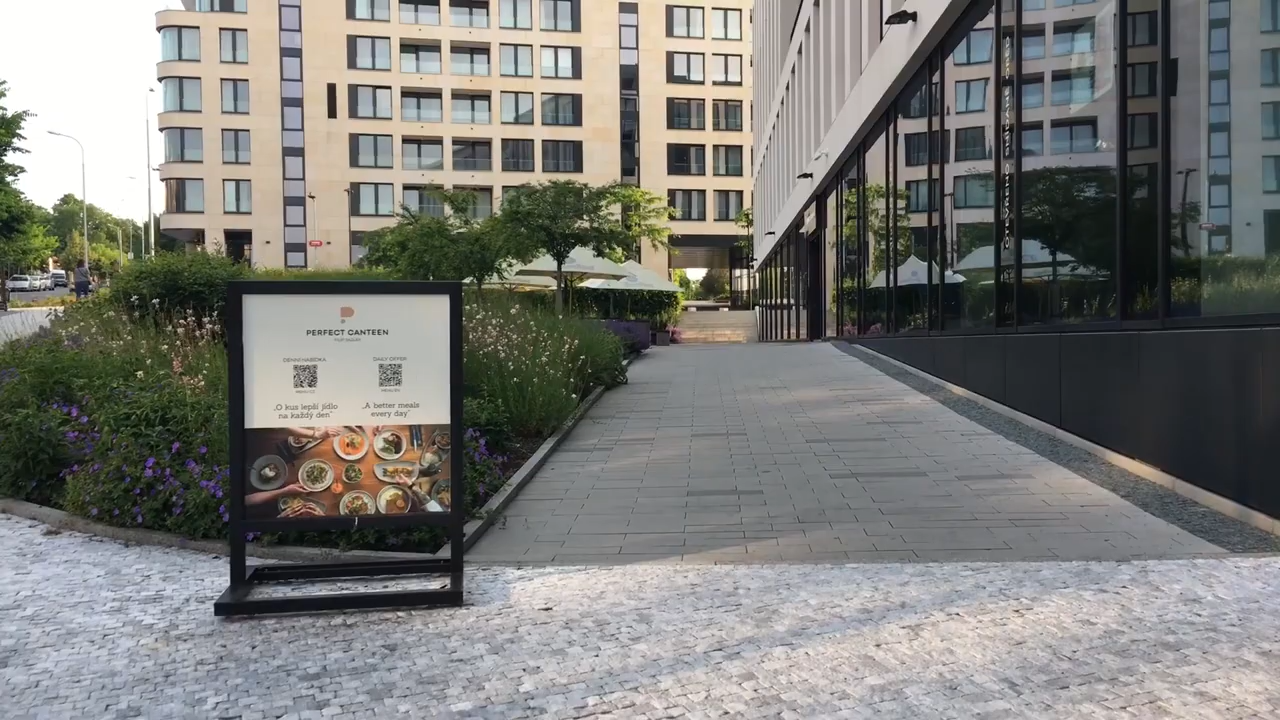 PERFECT CANTEEN
DENNÍ NABÍDKA
DAILY OFFER
„O kus lepší jídlo
na každý den"
„A better meals
every day"